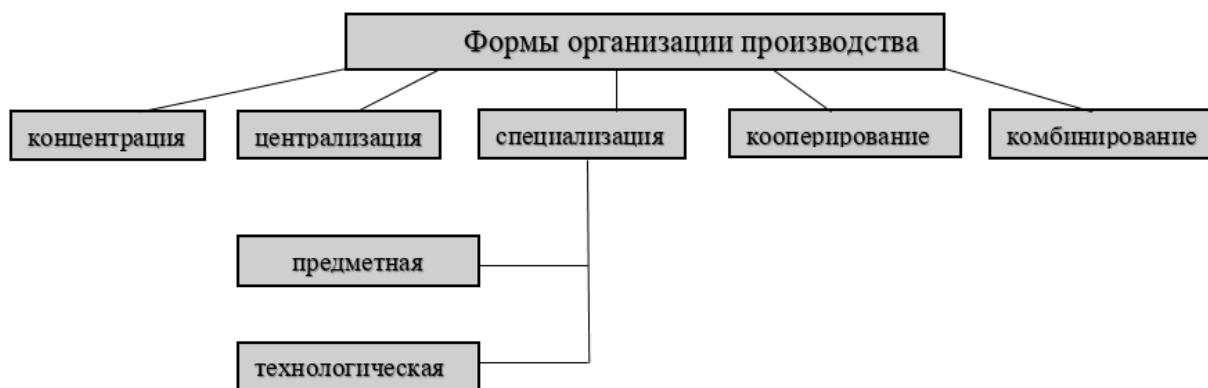 Формы организации производства
концентрация
централизация
специализация
кооперирование
комбинирование
предметная
технологическая